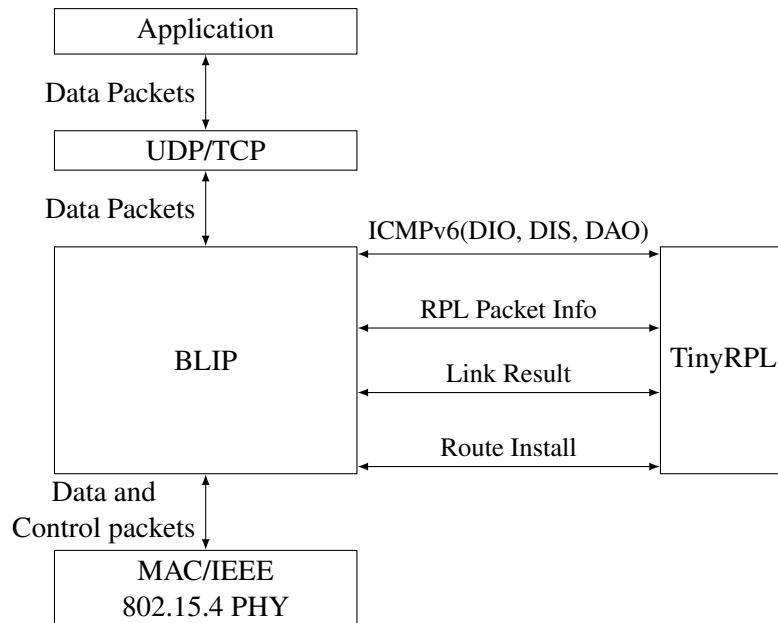 Application
Data Packets
UDP/TCP
Data Packets
ICMPv6(DIO, DIS, DAO)
RPL Packet Info
BLIP
TinyRPL
Link Result
Route Install
Data and
Control packets
MAC/IEEE
802.15.4 PHY